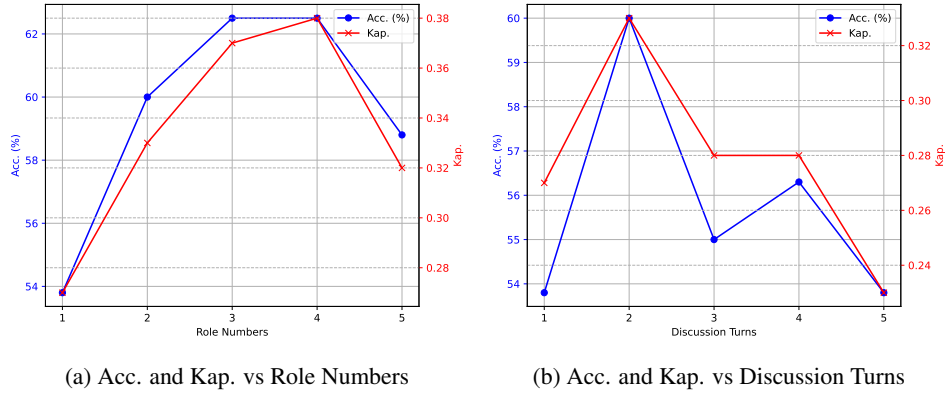 62
60
58
56
54
Acc. (%)
0.38
0.36
0.34
0.32
0.30
0.28
Kap.
Acc. (%)
Kap.
1 2 3 4 5
Role Numbers
(a) Acc. and Kap. vs Role Numbers
60
59
58
57
56
55
54
Acc. (%)
0.32
0.30
0.28
0.26
0.24
Kap.
Acc. (%)
Kap.
1 2 3 4 5
Discussion Turns
(b) Acc. and Kap. vs Discussion Turns